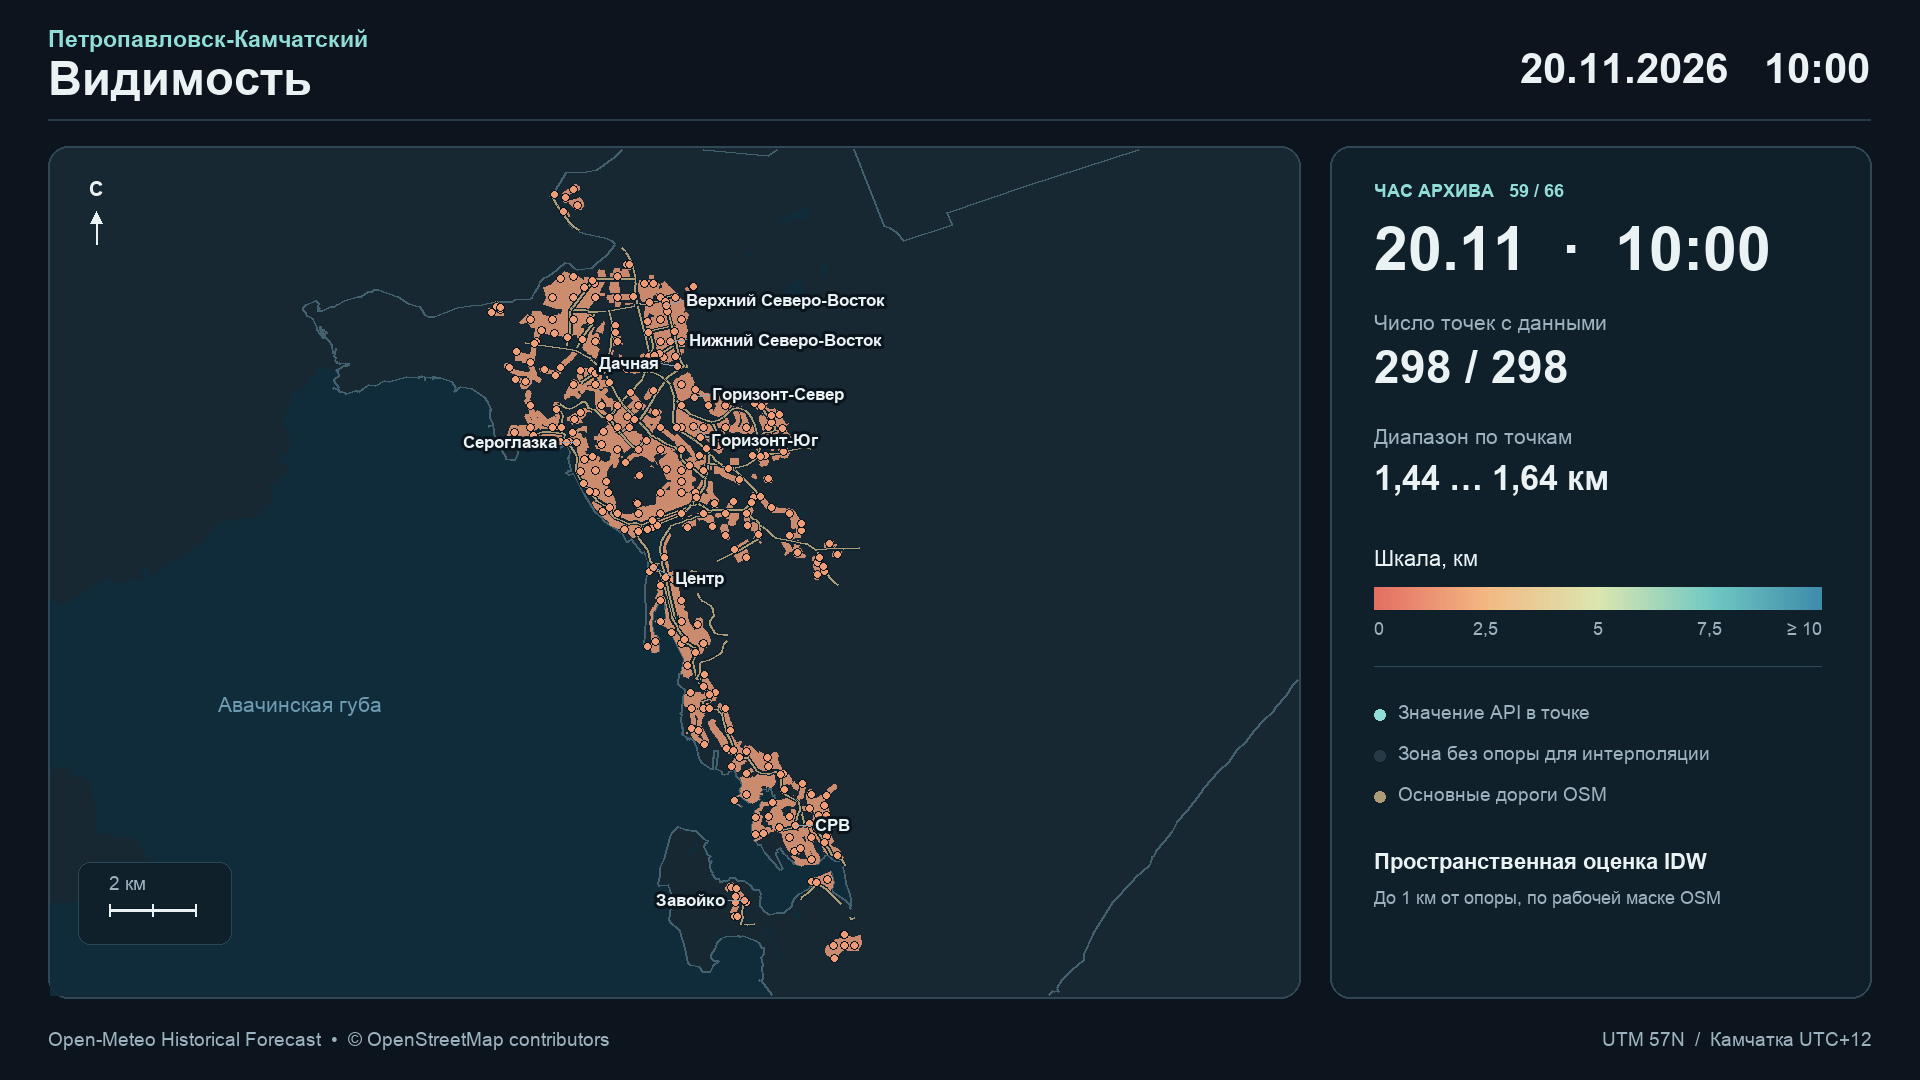 Петропавловск-Камчатский
Видимость
20.11.2026 10:00
С
Верхний Северо-Восток
Нижний Северо-Восток
Дачная
Горизонт-Север
Горизонт-Юг
Сероглазка
Центр
Авачинская губа
СРВ
Завойко
2 км
ЧАС АРХИВА 59 / 66
20.11 · 10:00
Число точек с данными
298 / 298
Диапазон по точкам
1,44 … 1,64 км
Шкала, км
0 2,5 5 7,5 ≥ 10
Значение API в точке
Зона без опоры для интерполяции
Основные дороги OSM
Пространственная оценка IDW
До 1 км от опоры, по рабочей маске OSM
Open-Meteo Historical Forecast • © OpenStreetMap contributors
UTM 57N / Камчатка UTC+12